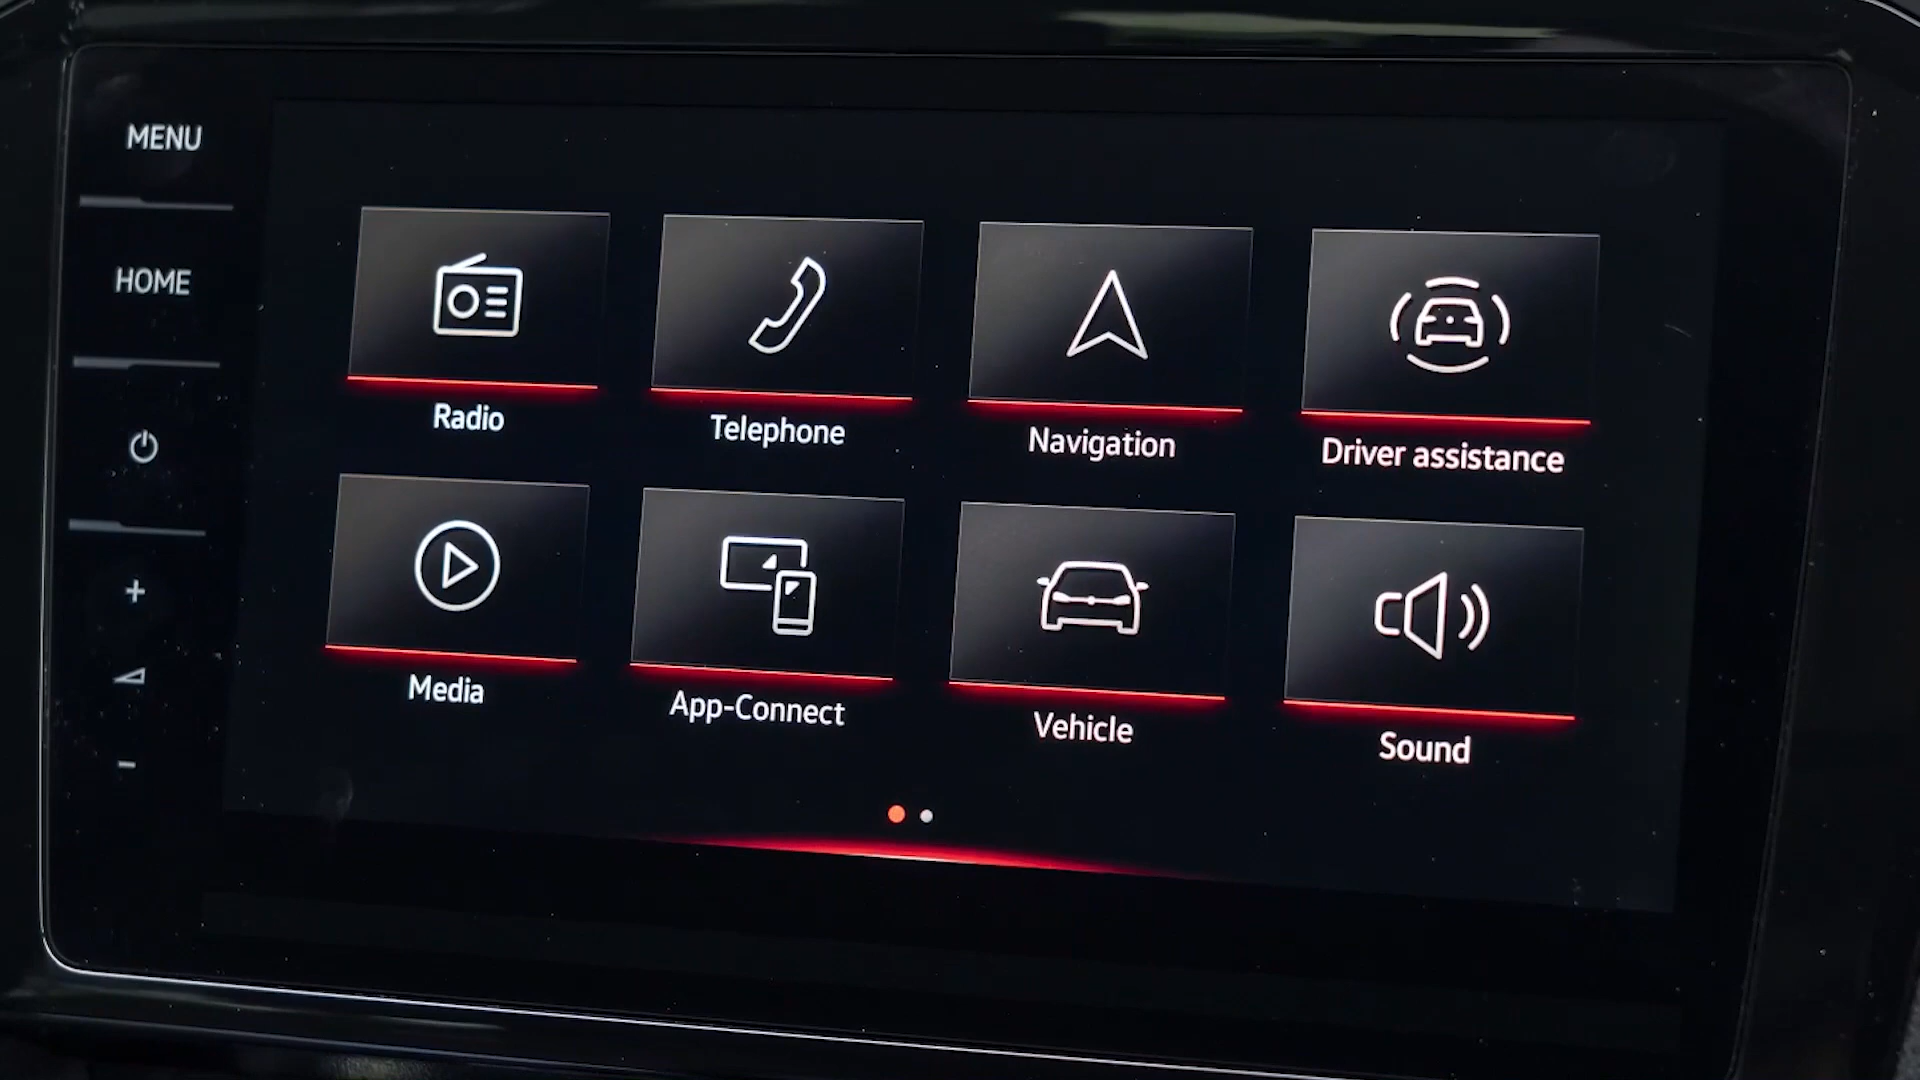 MENU
HOME
+
-
Radio
Telephone
Navigation
Driver assistance
Media
App-Connect
Vehicle
Sound